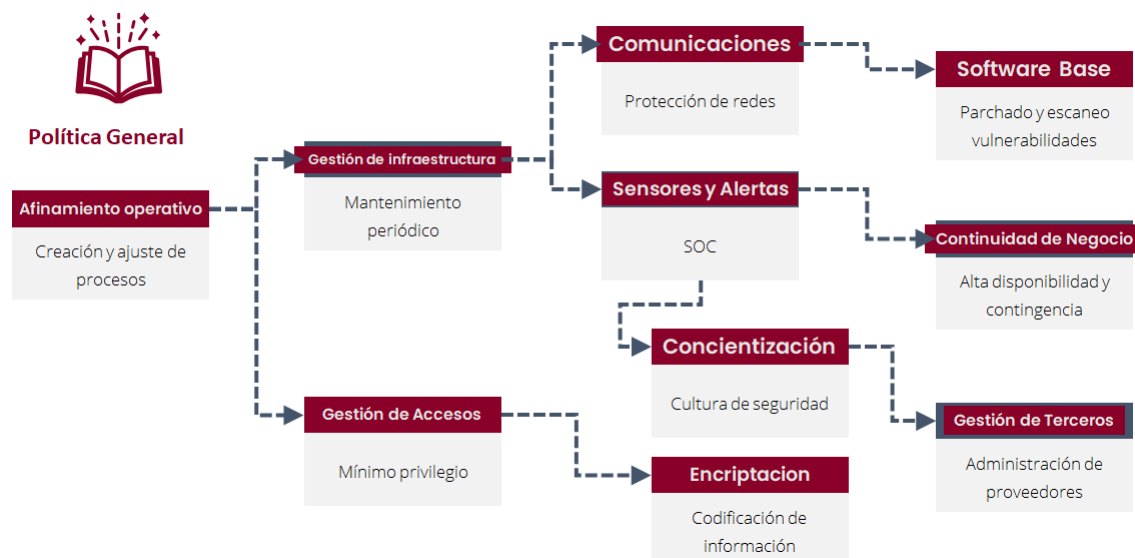 Política General
Afinamiento operativo
Creación y ajuste de
procesos
Gestión de infraestructura
Mantenimiento
periódico
Gestión de Accesos
Mínimo privilegio
Comunicaciones
Protección de redes
Sensores y Alertas
SOC
Concientización
Cultura de seguridad
Encriptacion
Codificación de
información
Software Base
Parchado y escaneo
vulnerabilidades
Continuidad de Negocio
Alta disponibilidad y
contingencia
Gestión de Terceros
Administración de
proveedores